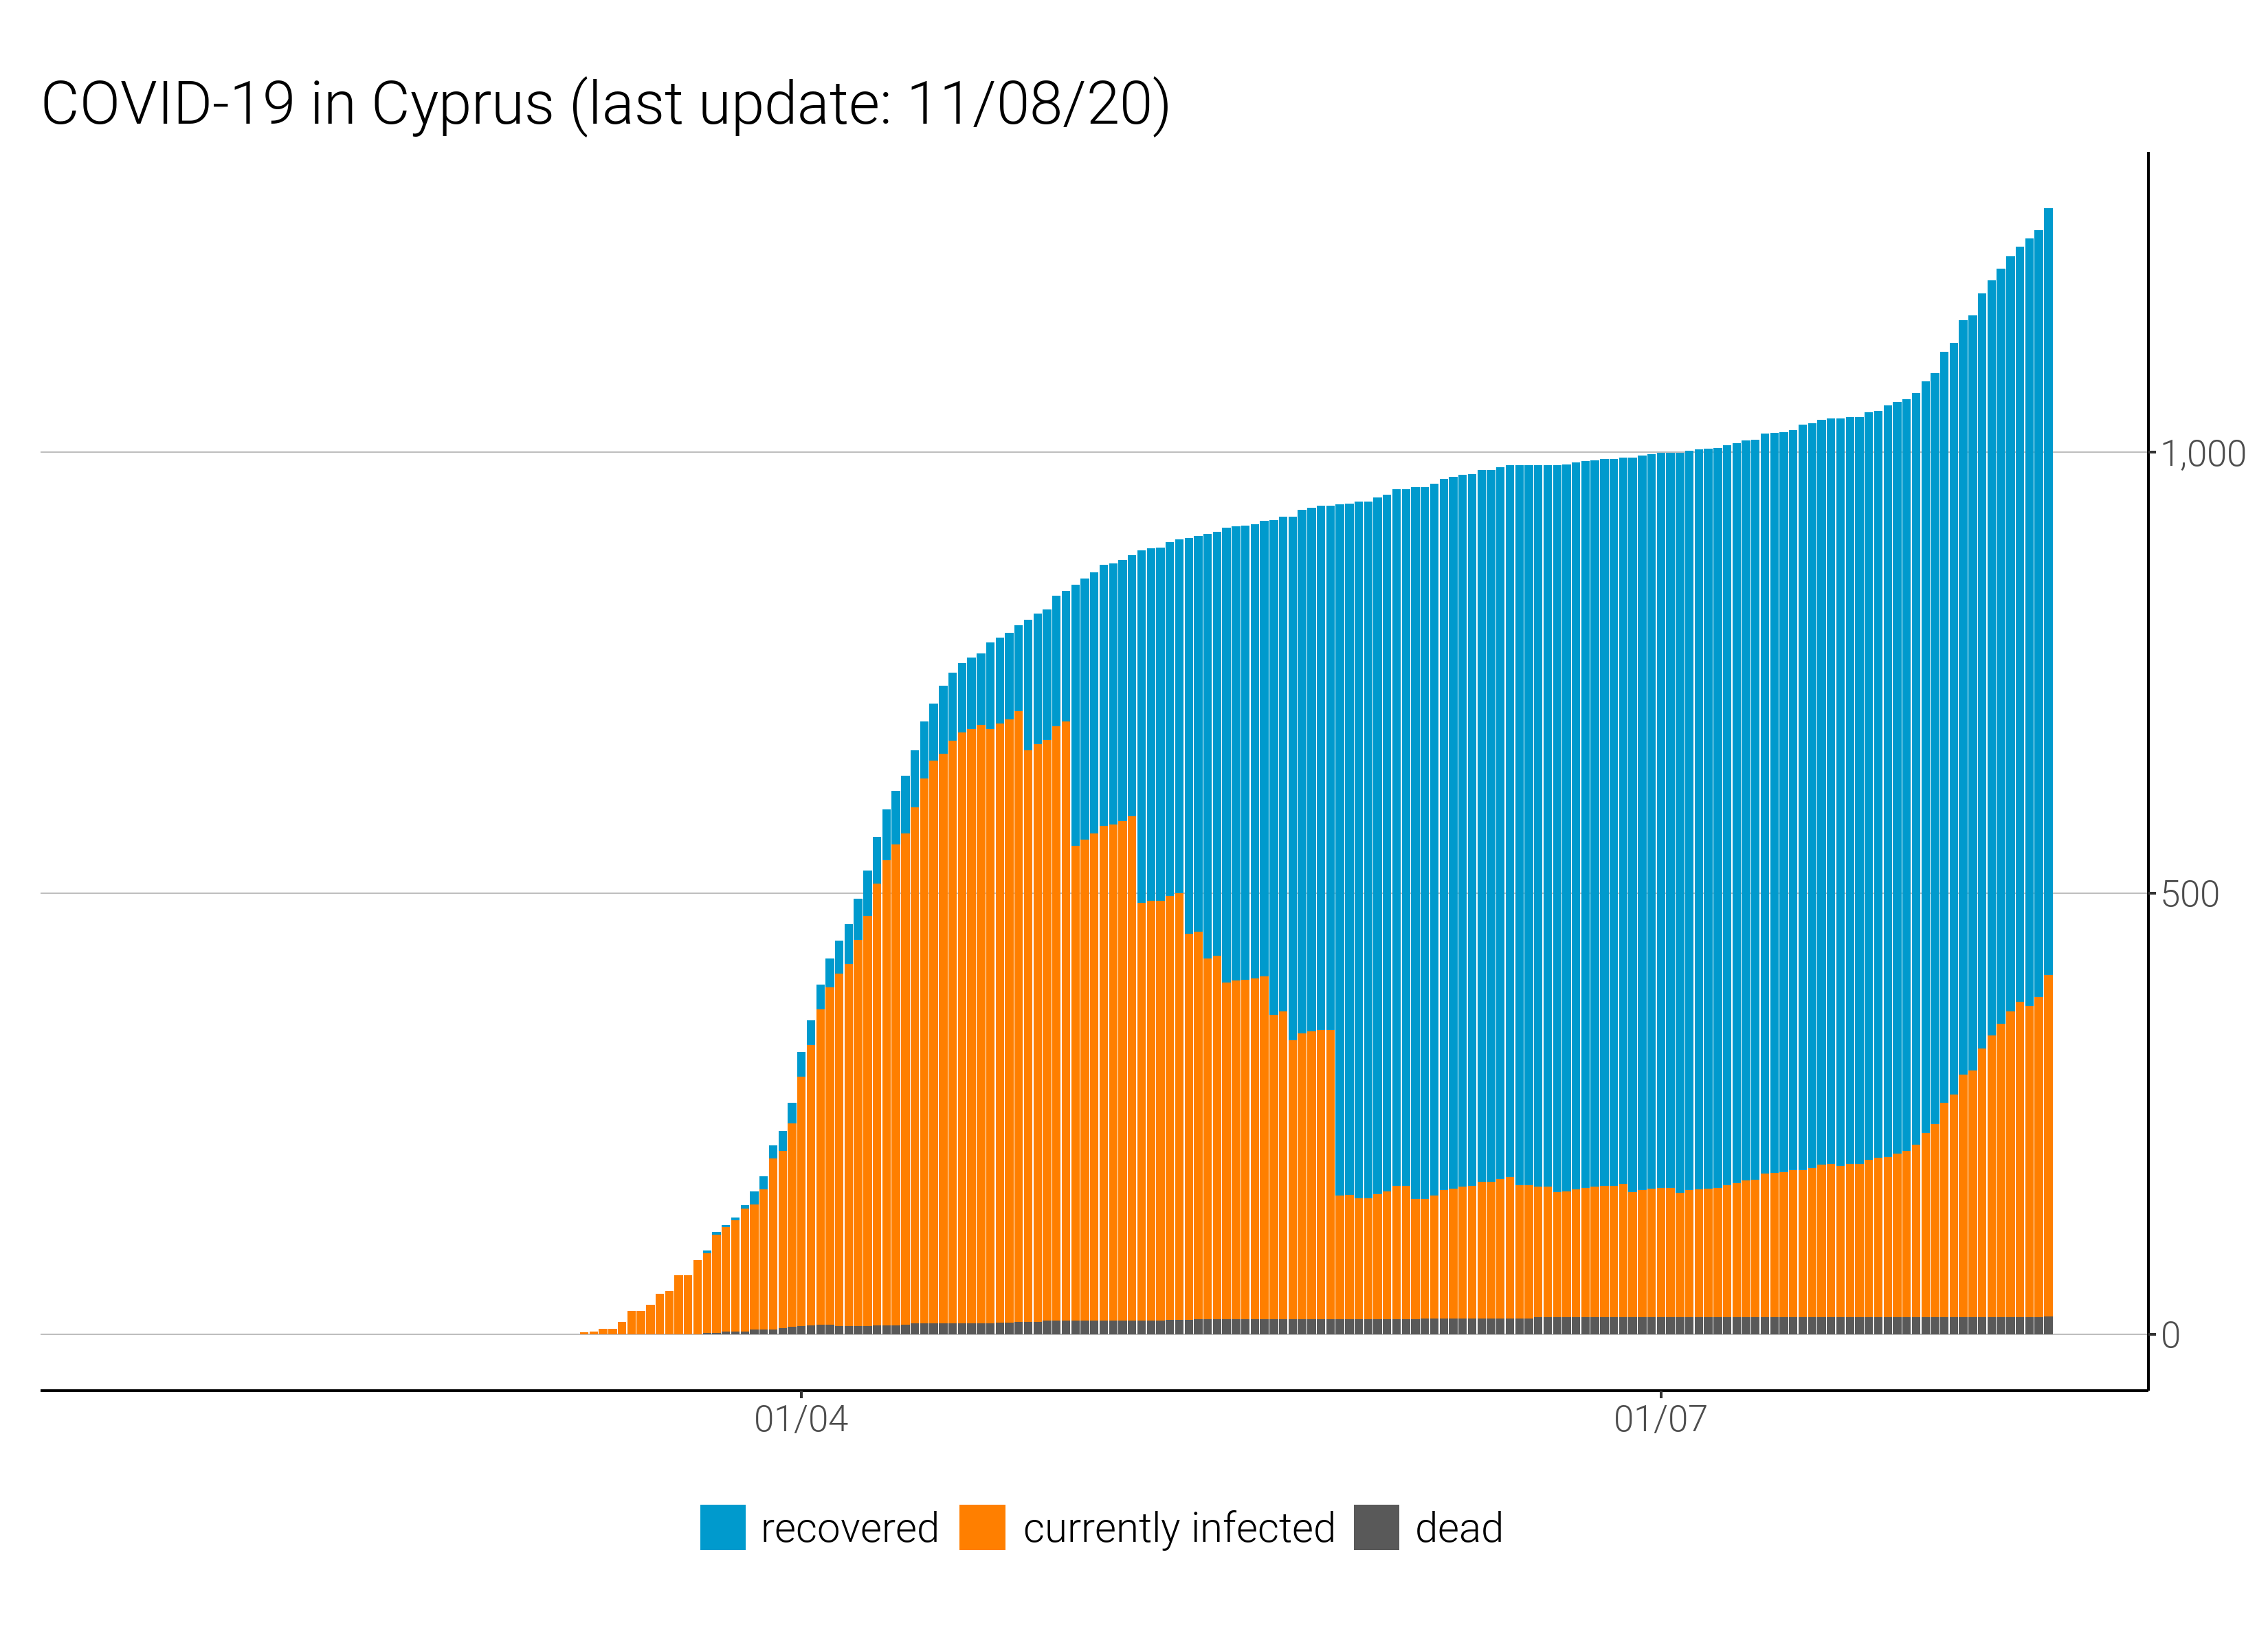 COVID-19 in Cyprus (last update: 11/08/20)
1,000
500
0
01/04 01/07
recovered currently infected dead